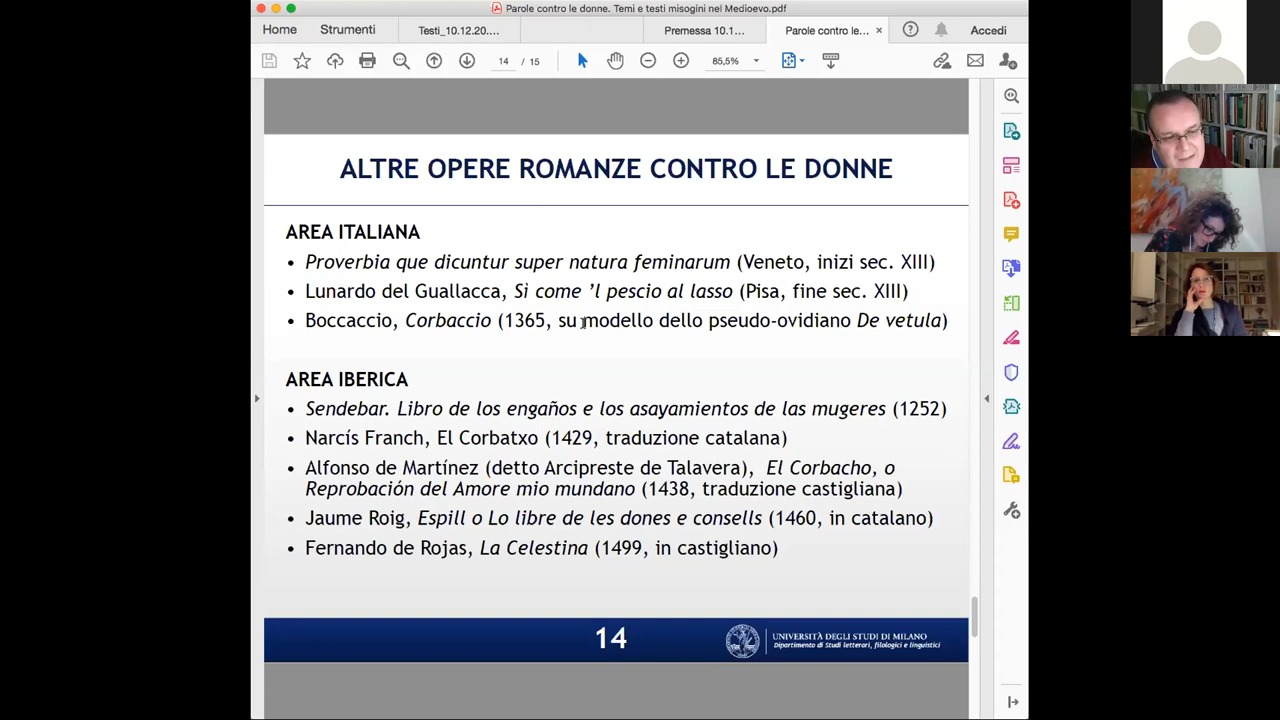 Parole contro le donne. Temi e testi misogini nel Medioevo.pdf
Home Strumenti Testi_10.12.20.... Premessa 10.1... Parole contro le... × Accedi
14 / 15 85,5%
ALTRE OPERE ROMANZE CONTRO LE DONNE
AREA ITALIANA
• Proverbia que dicuntur super natura feminarum (Veneto, inizi sec. XIII)
• Lunardo del Guallacca, Sì come ’l pescio al lasso (Pisa, fine sec. XIII)
• Boccaccio, Corbaccio (1365, su modello dello pseudo-ovidiano De vetula)
AREA IBERICA
• Sendebar. Libro de los engaños e los asayamientos de las mugeres (1252)
• Narcís Franch, El Corbatxo (1429, traduzione catalana)
• Alfonso de Martínez (detto Arcipreste de Talavera), El Corbacho, o
Reprobación del Amore mio mundano (1438, traduzione castigliana)
• Jaume Roig, Espill o Lo libre de les dones e consells (1460, in catalano)
• Fernando de Rojas, La Celestina (1499, in castigliano)
14
UNIVERSITÀ DEGLI STUDI DI MILANO
Dipartimento di Studi letterari, filologici e linguistici